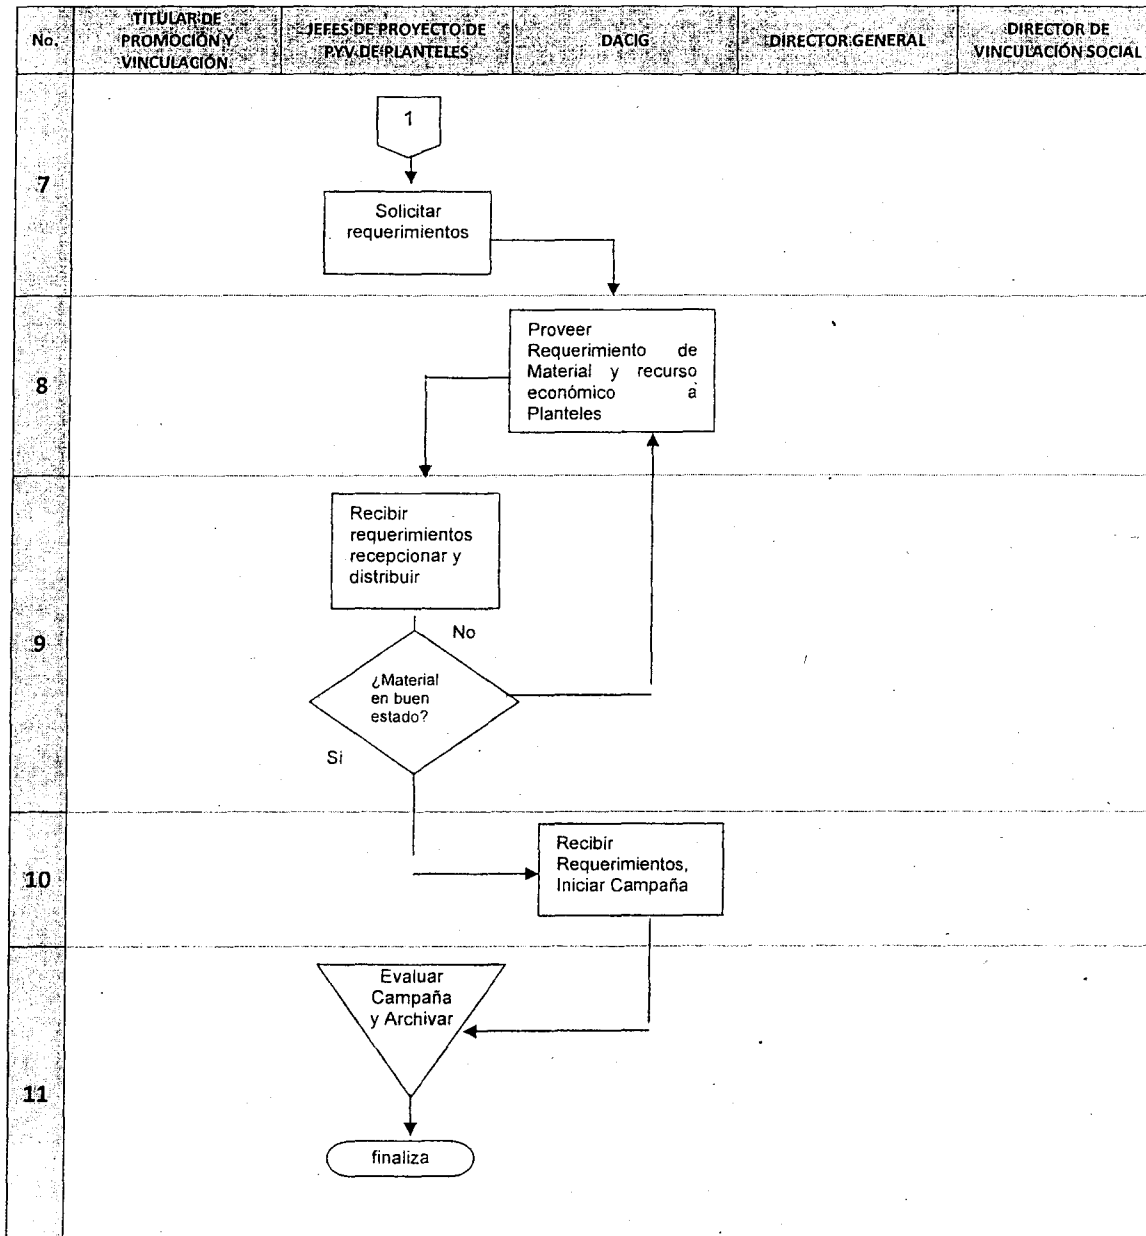 No.
TITULAR DE
PROMOCIÓN Y
VINCULACIÓN
JEFES DE PROYECTO DE
PYV DE PLANTELES
DACIG
DIRECTOR GENERAL
DIRECTOR DE
VINCULACIÓN SOCIAL
1
7
Solicitar
requerimientos
8
Proveer
Requerimiento de
Material y recurso
económico a
Planteles
9
Recibir
requerimientos
recepcionar y
distribuir
No
¿Material
en buen
estado?
Si
10
Recibir
Requerimientos,
Iniciar Campaña
11
Evaluar
Campaña
y Archivar
finaliza